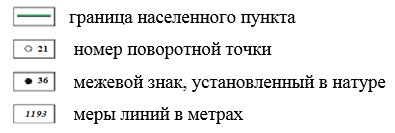 граница населенного пункта
21 номер поворотной точки
36 межевой знак, установленный в натуре
1193 меры линий в метрах